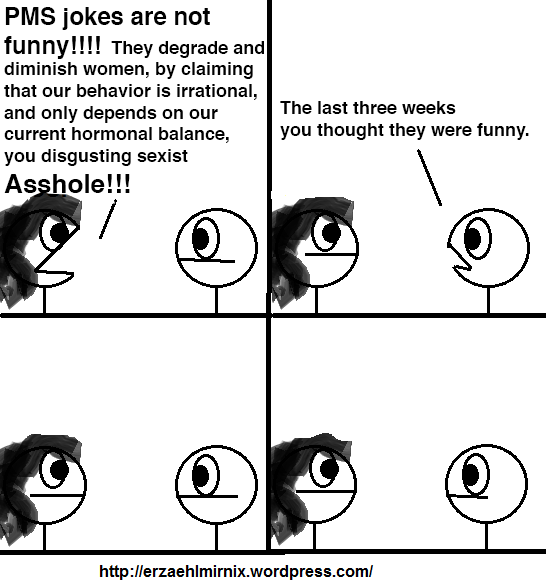 PMS jokes are not
funny!!!! They degrade and
diminish women, by claiming
that our behavior is irrational,
and only depends on our
current hormonal balance,
you disgusting sexist
Asshole!!!
The last three weeks
you thought they were funny.
http://erzaehlmirnix.wordpress.com/